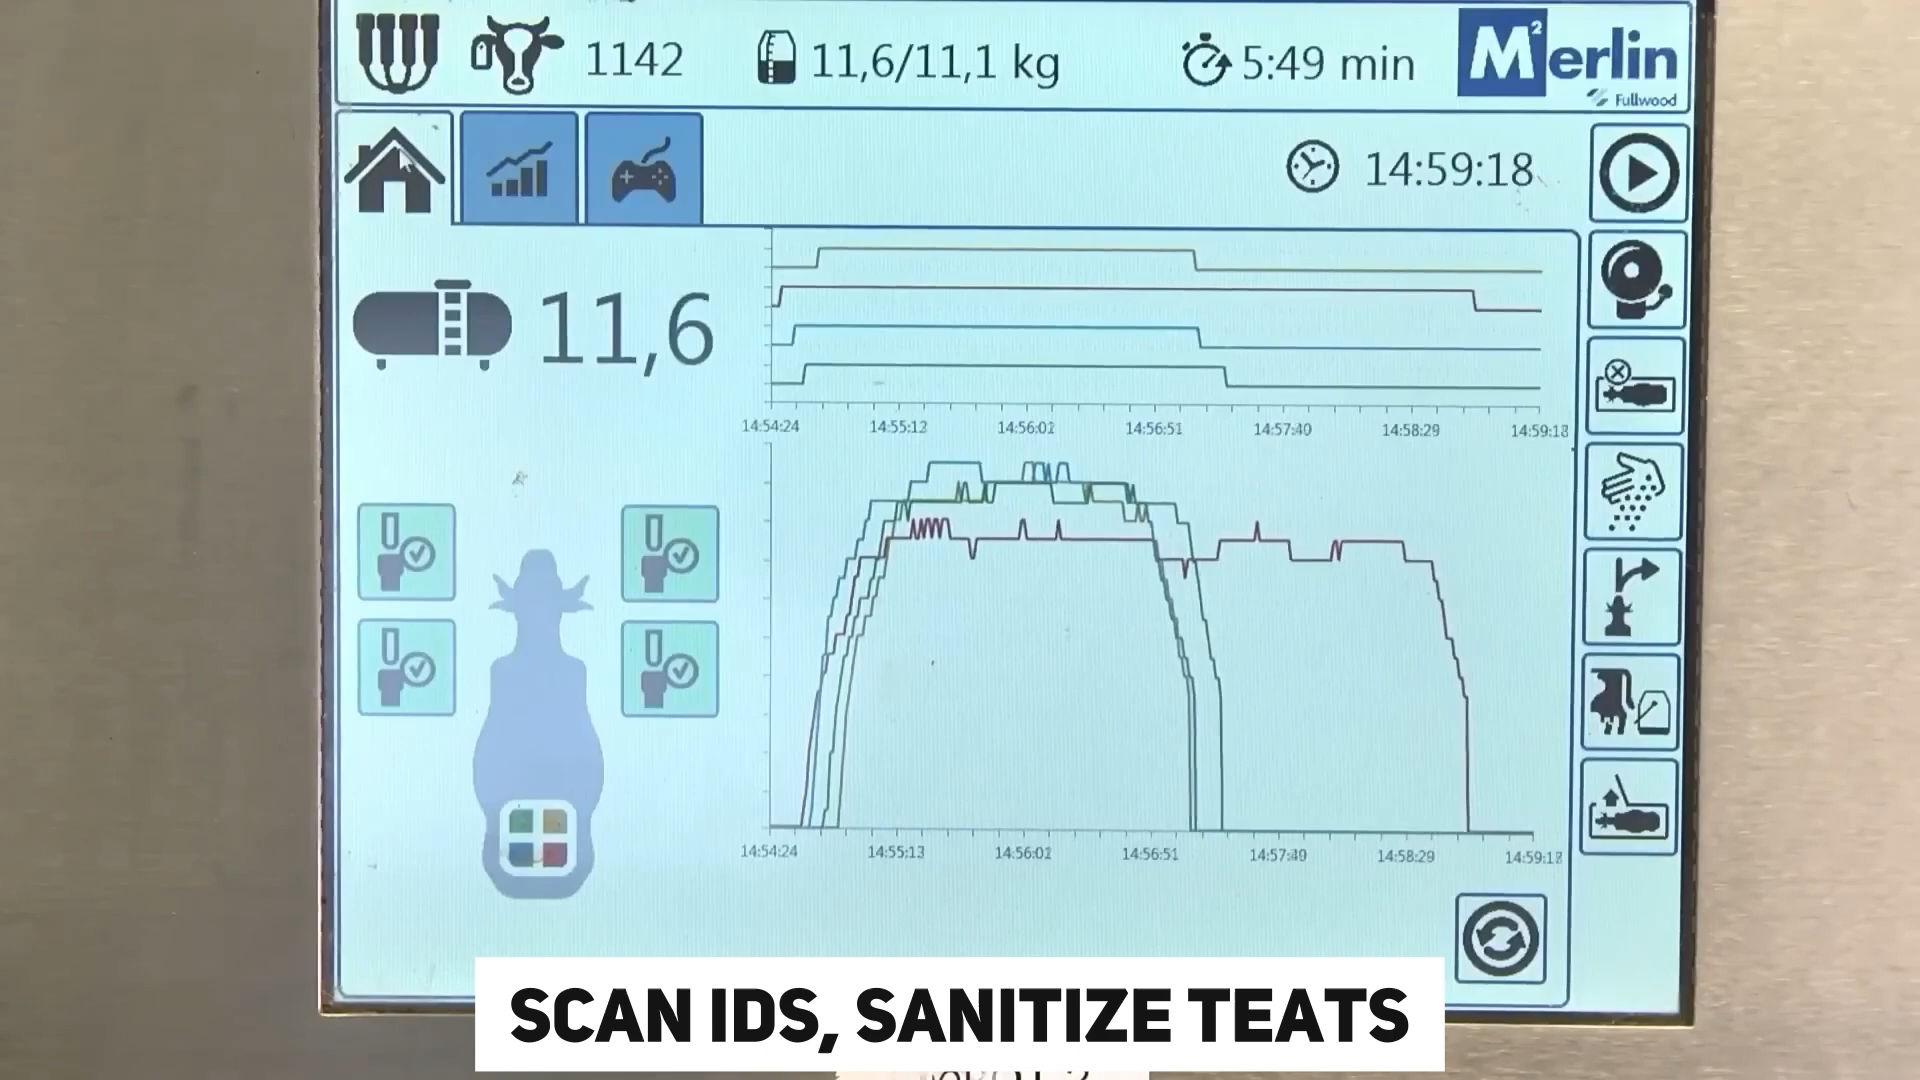 1142
11,6/11,1 kg
5:49 min
M²erlin
Fullwood
14:59:18
11,6
14:54:24 14:55:13 14:56:02 14:56:51 14:57:40 14:58:29 14:59:18
14:54:24 14:55:13 14:56:02 14:56:51 14:57:40 14:58:29 14:59:18
SCAN IDS, SANITIZE TEATS